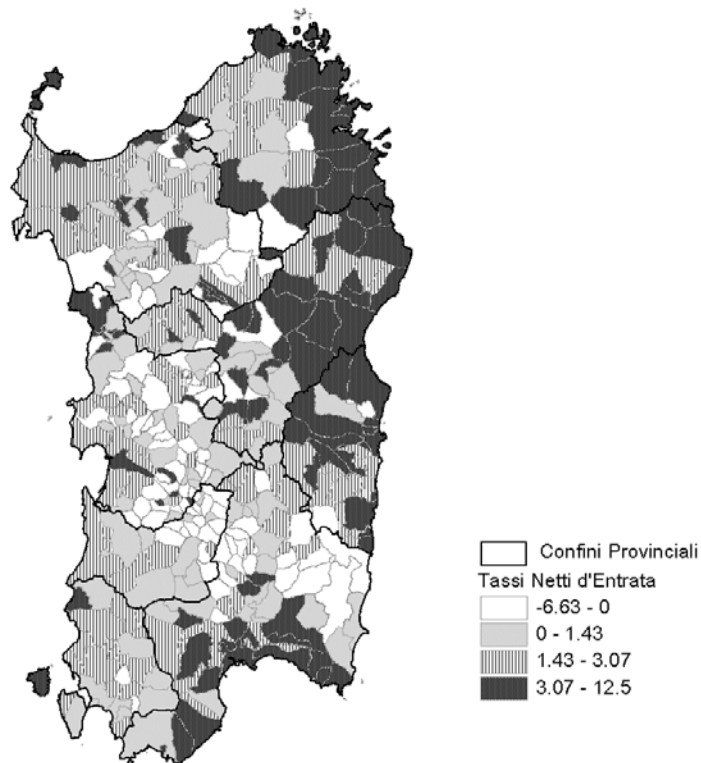 Confini Provinciali
Tassi Netti d'Entrata
-6.63 - 0
0 - 1.43
1.43 - 3.07
3.07 - 12.5